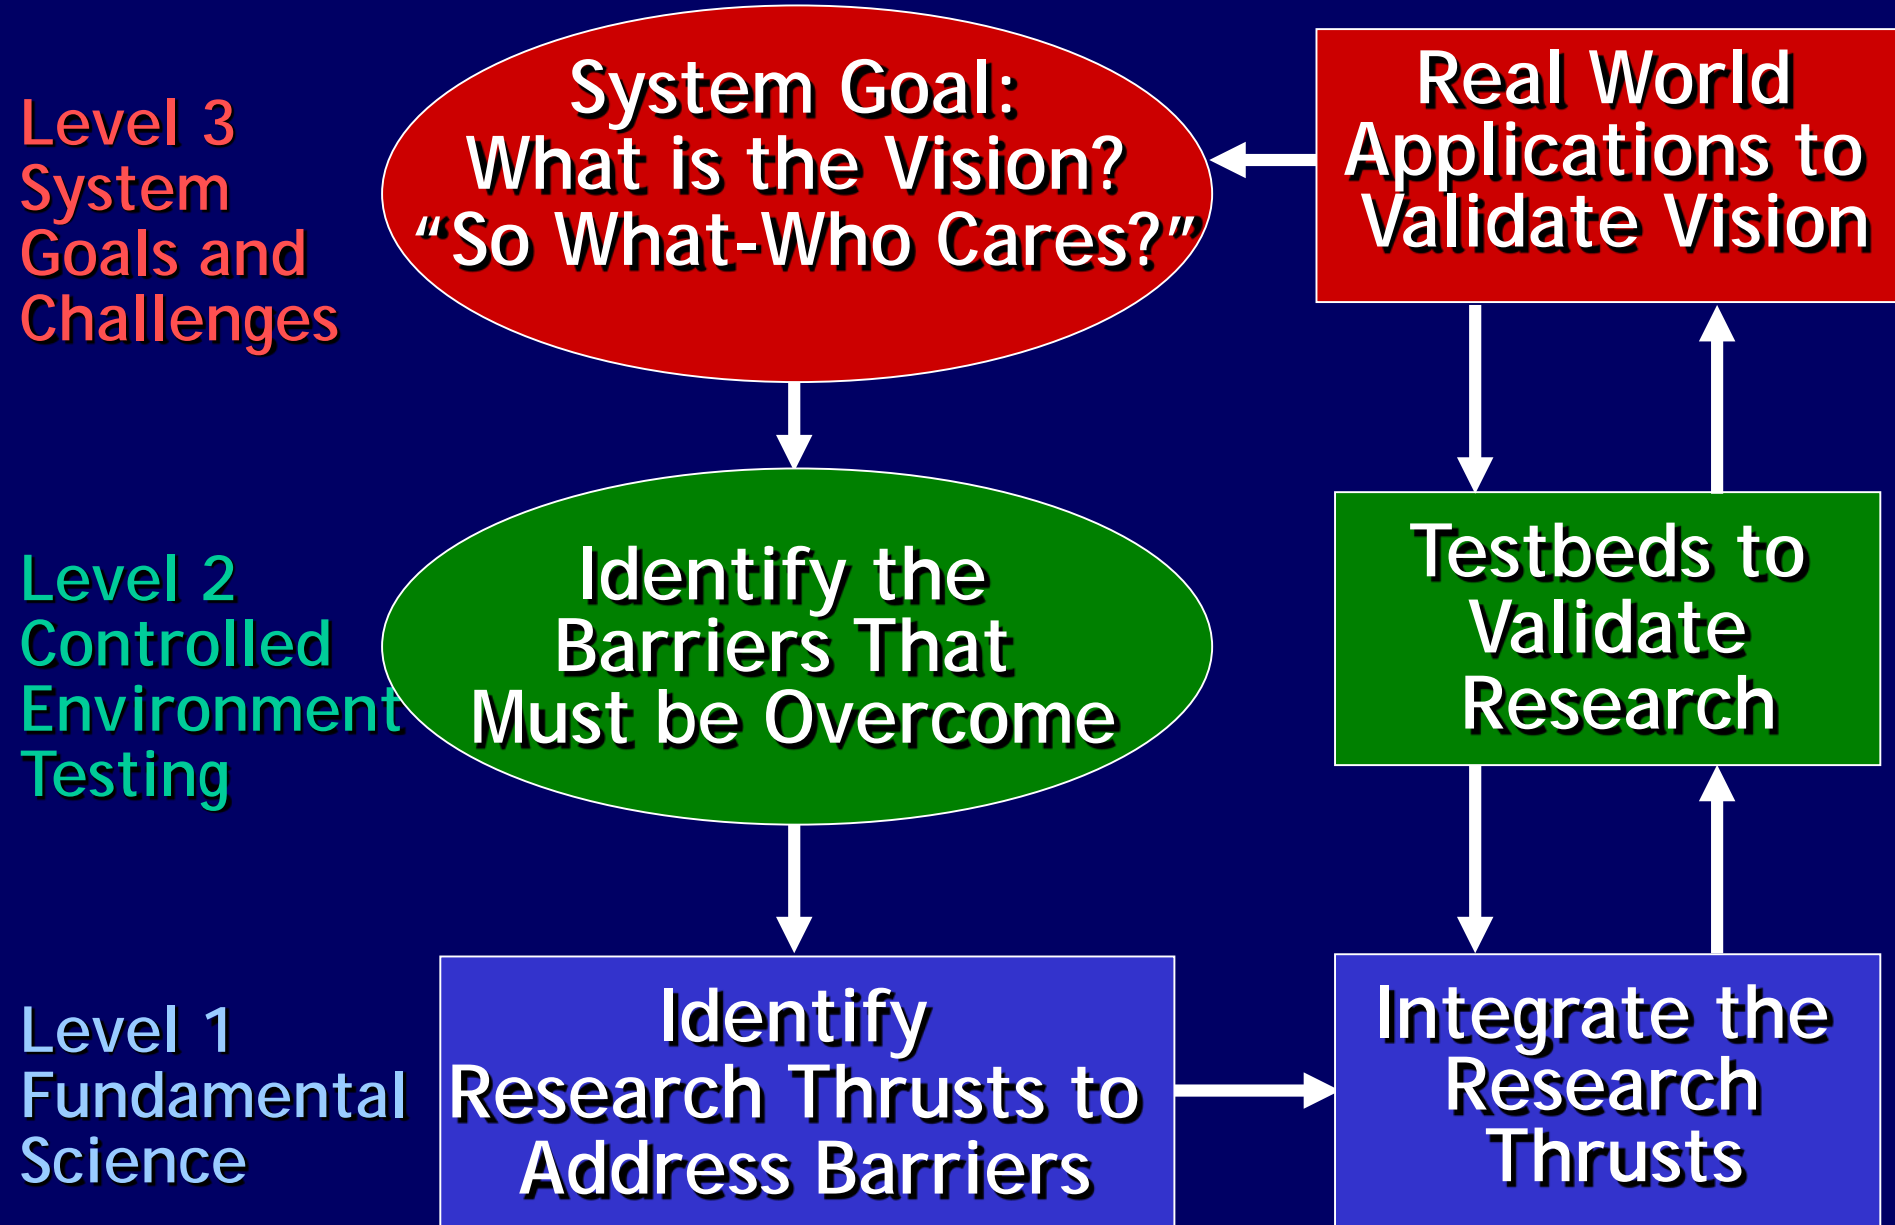 Level 3
System
Goals and
Challenges
System Goal:
What is the Vision?
“So What-Who Cares?”
Real World
Applications to
Validate Vision
Level 2
Controlled
Environment
Testing
Identify the
Barriers That
Must be Overcome
Testbeds to
Validate
Research
Level 1
Fundamental
Science
Identify
Research Thrusts to
Address Barriers
Integrate the
Research
Thrusts